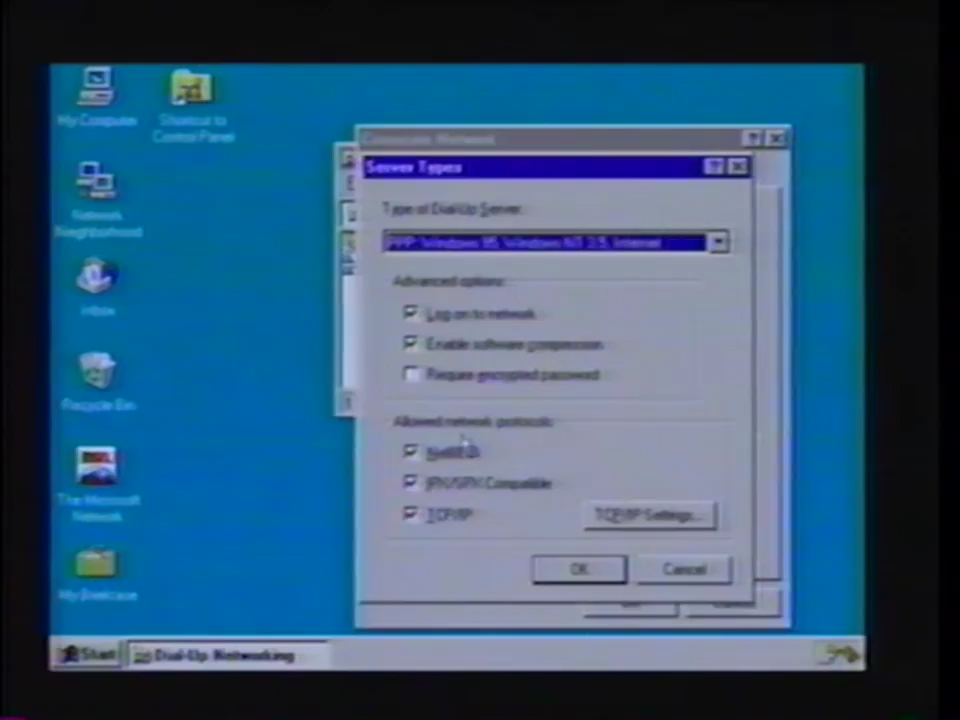 My Computer
Shortcut to
Control Panel
Network
Neighborhood
Inbox
Recycle Bin
The Microsoft
Network
My Briefcase
Server Types
Type of Dial-Up Server:
PPP: Windows 95, Windows NT 3.5, Internet
Advanced options:
Log on to network
Enable software compression
Require encrypted password
Allowed network protocols:
NetBEUI
IPX/SPX Compatible
TCP/IP
TCP/IP Settings...
OK
Cancel
Start
Dial-Up Networking